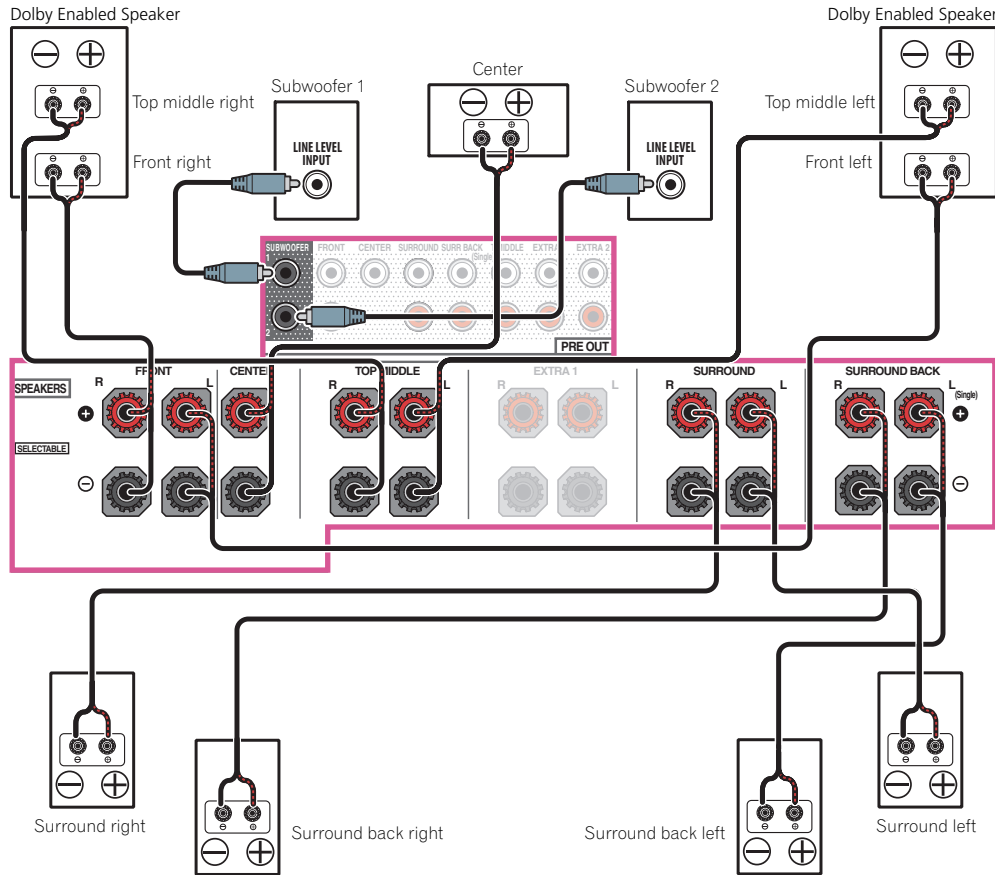 Dolby Enabled Speaker
Dolby Enabled Speaker
Top middle right
Front right
Subwoofer 1
LINE LEVEL
INPUT
Center
Subwoofer 2
LINE LEVEL
INPUT
Top middle left
Front left
SUBWOOFER
1
2
FRONT
CENTER
SURROUND
SURR BACK
(Single
EXTRA 2
PRE OUT
SPEAKERS
SELECTABLE
R
L
CENTER
TOP MIDDLE
R
L
EXTRA 1
R
L
SURROUND
R
L
SURROUND BACK
R
L
(Single)
Surround right
Surround back right
Surround back left
Surround left